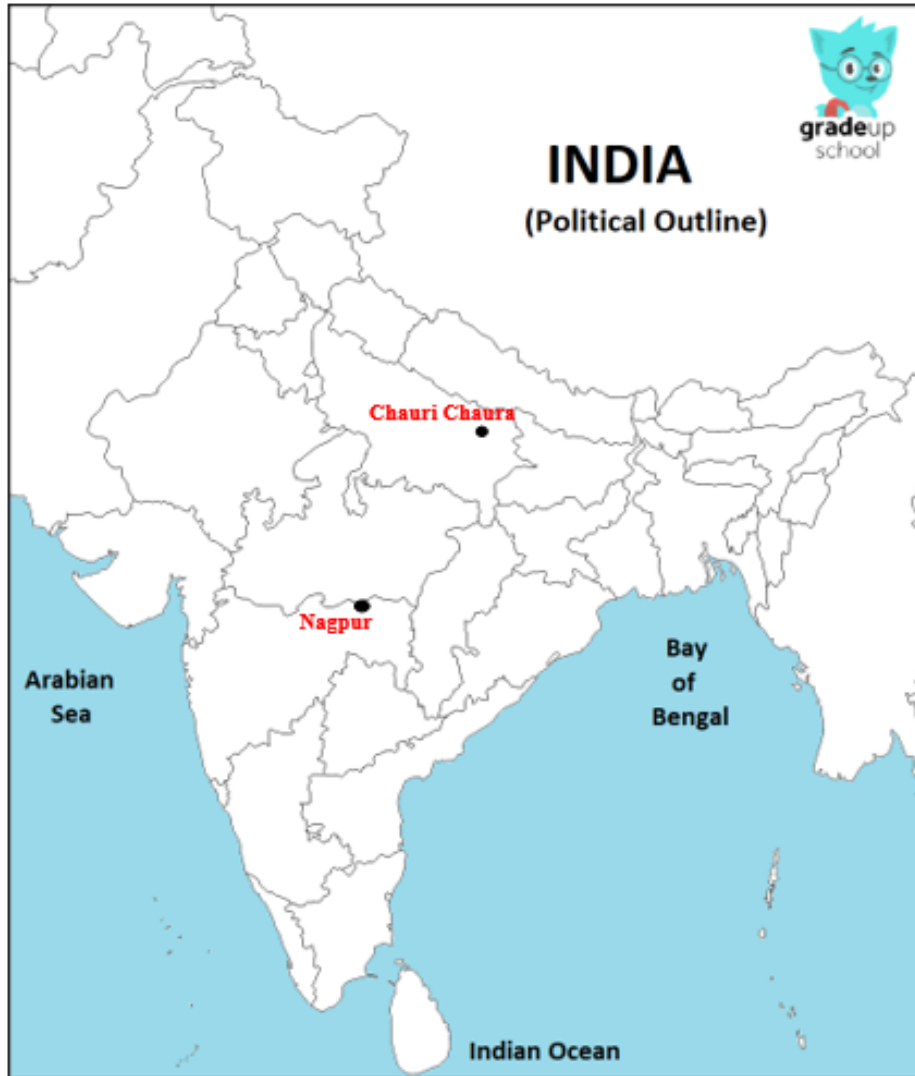 gradeup
school
INDIA
(Political Outline)
Chauri Chaura
Nagpur
Arabian
Sea
Bay
of
Bengal
Indian Ocean